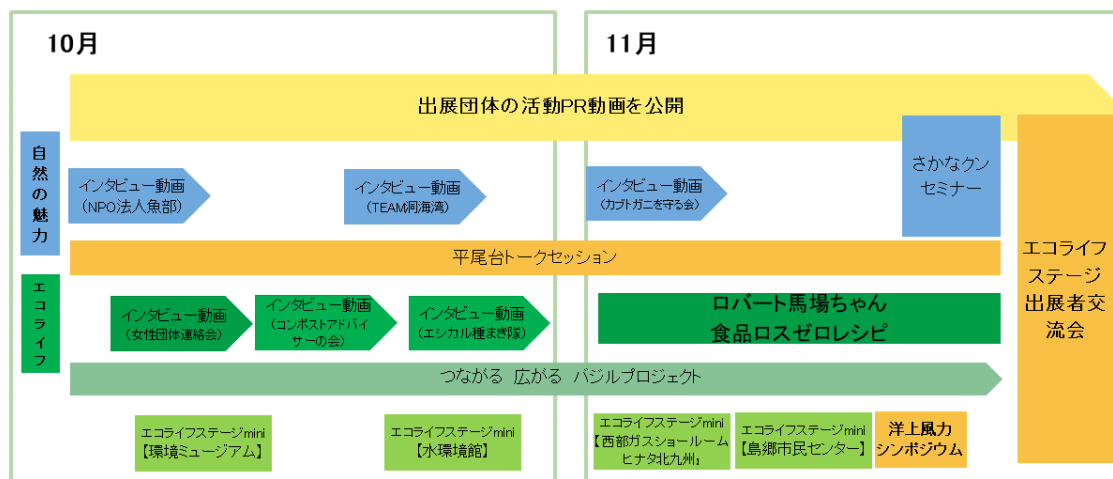 10月
11月
出展団体の活動PR動画を公開
自然の魅力
インタビュー動画
(NPO法人魚部)
インタビュー動画
(TEAM洞海湾)
インタビュー動画
(カブトガニを守る会)
さかなクン
セミナー
平尾台トークセッション
エコライフ
インタビュー動画
(女性団体連絡会)
インタビュー動画
(コンポストアドバイ
サーの会)
インタビュー動画
(エシカル種まき隊)
ロバート馬場ちゃん
食品ロスゼロレシピ
つながる 広がる バジルプロジェクト
エコライフステージmini
【環境ミュージアム】
エコライフステージmini
【水環境館】
エコライフステージmini
【西部ガスショールーム
ヒナタ北九州】
エコライフステージmini
【島郷市民センター】
洋上風力
シンポジウム
エコライフ
ステージ
出展者交
流会